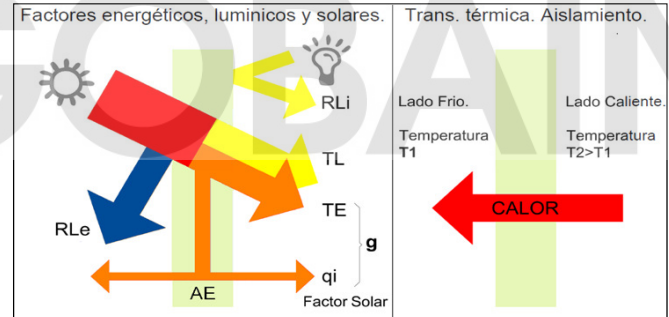 Factores energéticos, luminicos y solares.
RLi
TL
TE
g
RLe
AE
qi
Factor Solar
Trans. térmica. Aislamiento.
Lado Frio.
Lado Caliente.
Temperatura
T1
Temperatura
T2>T1
CALOR
GOBAIN